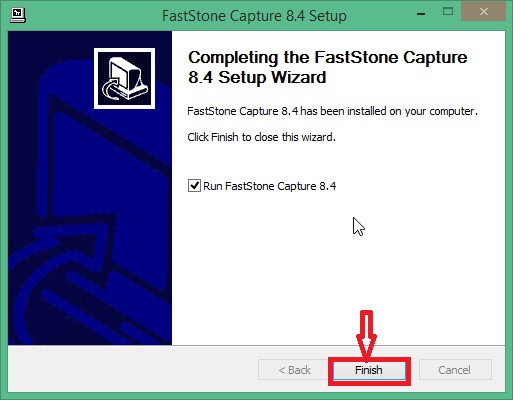 FastStone Capture 8.4 Setup
Completing the FastStone Capture
8.4 Setup Wizard
FastStone Capture 8.4 has been installed on your computer.
Click Finish to close this wizard.
Run FastStone Capture 8.4
< Back
Finish
Cancel